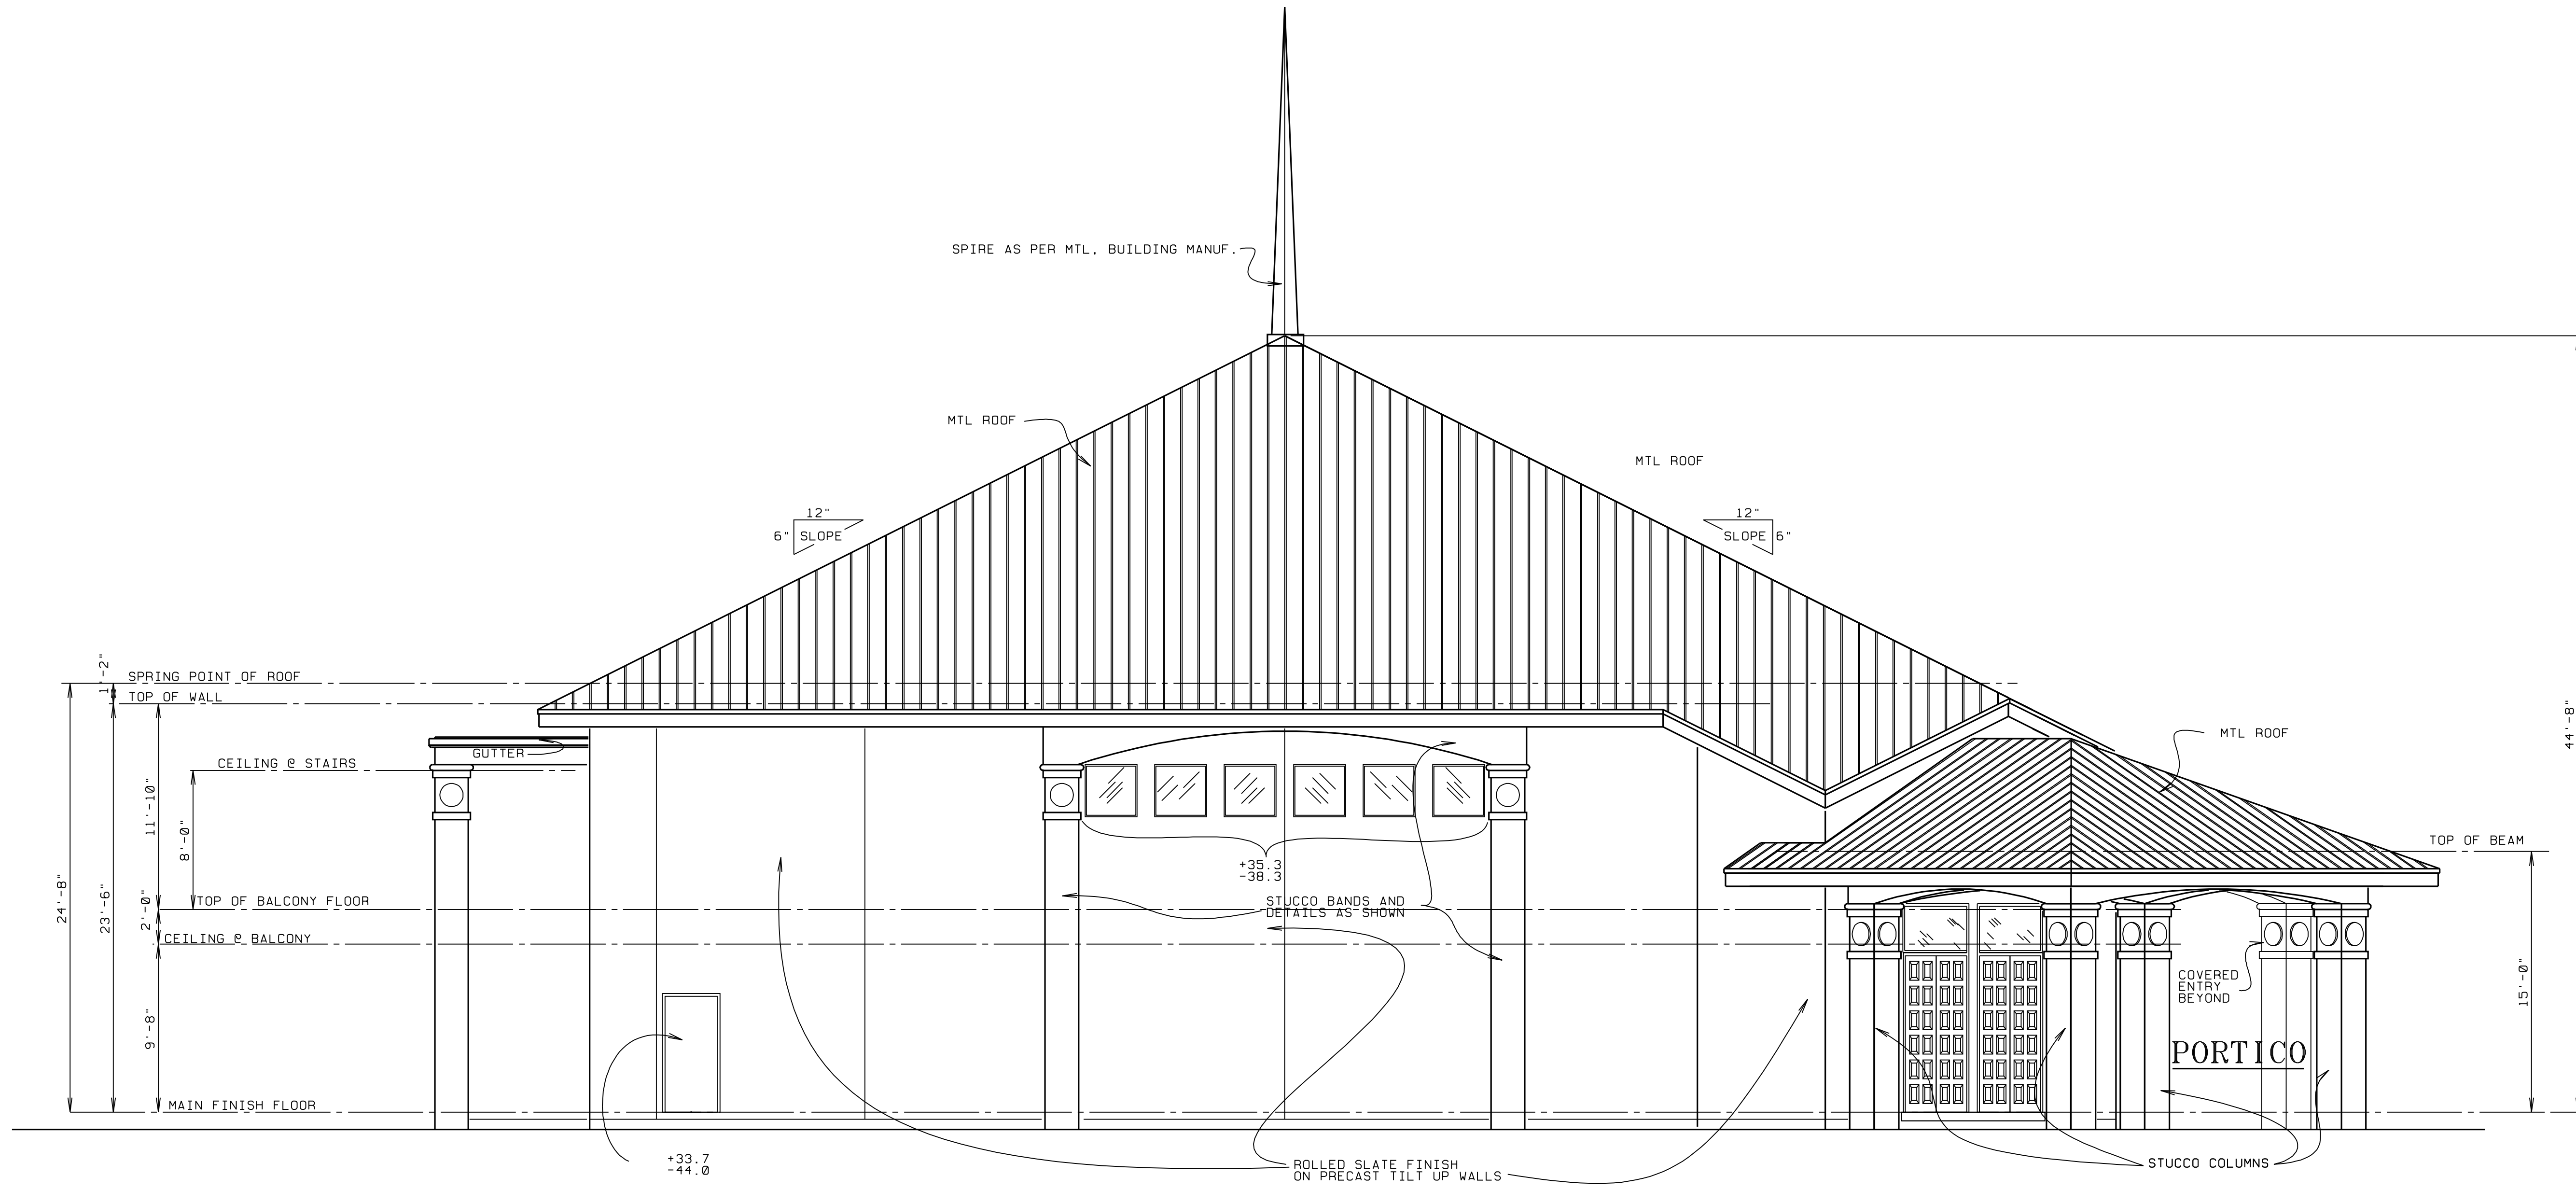 SPIRE AS PER MTL. BUILDING MANUF.
MTL ROOF
MTL ROOF
12"
6" SLOPE
12"
SLOPE 6"
1'-2"
SPRING POINT OF ROOF
TOP OF WALL
44'-8"
MTL ROOF
GUTTER
CEILING @ STAIRS
11'-10"
8'-0"
TOP OF BEAM
24'-8"
23'-6"
+35.3
-38.3
2'-0"
TOP OF BALCONY FLOOR
STUCCO BANDS AND
DETAILS AS SHOWN
CEILING @ BALCONY
COVERED
ENTRY
BEYOND
15'-0"
9'-8"
PORTICO
MAIN FINISH FLOOR
+33.7
-44.0
ROLLED SLATE FINISH
ON PRECAST TILT UP WALLS
STUCCO COLUMNS